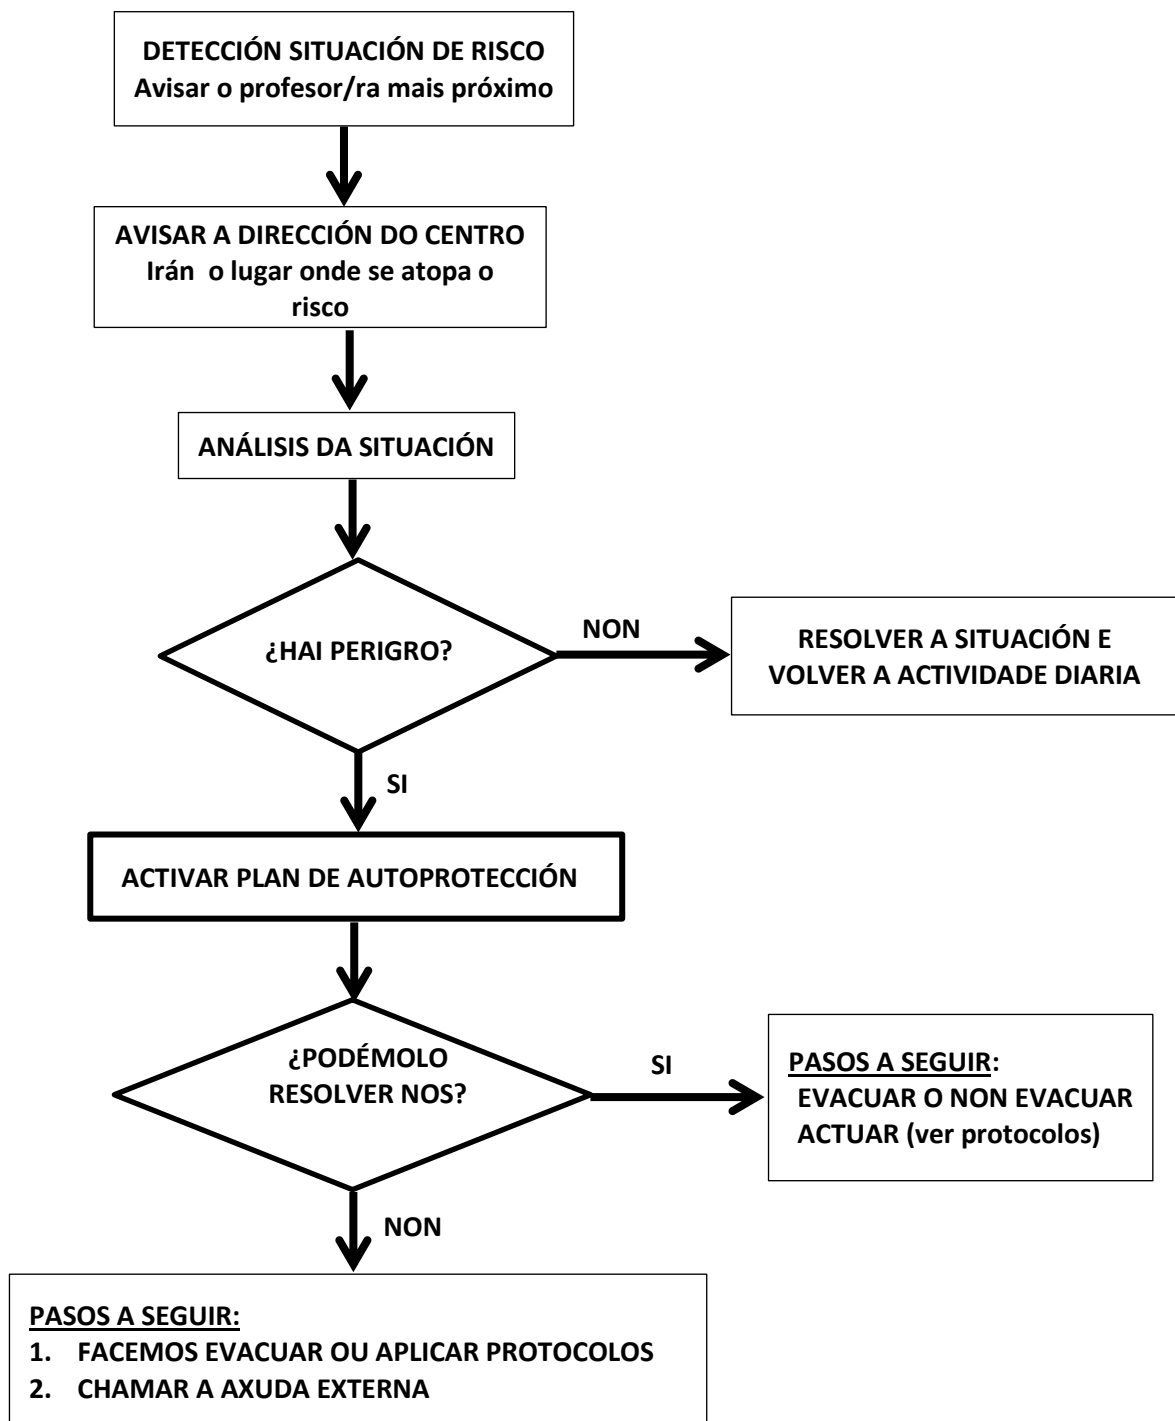 DETECCIÓN SITUACIÓN DE RISCO
Avisar o profesor/ra mais próximo
AVISAR A DIRECCIÓN DO CENTRO
Irán o lugar onde se atopa o
risco
ANÁLISIS DA SITUACIÓN
¿HAI PERIGRO?
NON
RESOLVER A SITUACIÓN E
VOLVER A ACTIVIDADE DIARIA
SI
ACTIVAR PLAN DE AUTOPROTECCIÓN
¿PODÉMOLO
RESOLVER NOS?
SI
PASOS A SEGUIR:
EVACUAR O NON EVACUAR
ACTUAR (ver protocolos)
NON
PASOS A SEGUIR:
1. FACEMOS EVACUAR OU APLICAR PROTOCOLOS
2. CHAMAR A AXUDA EXTERNA